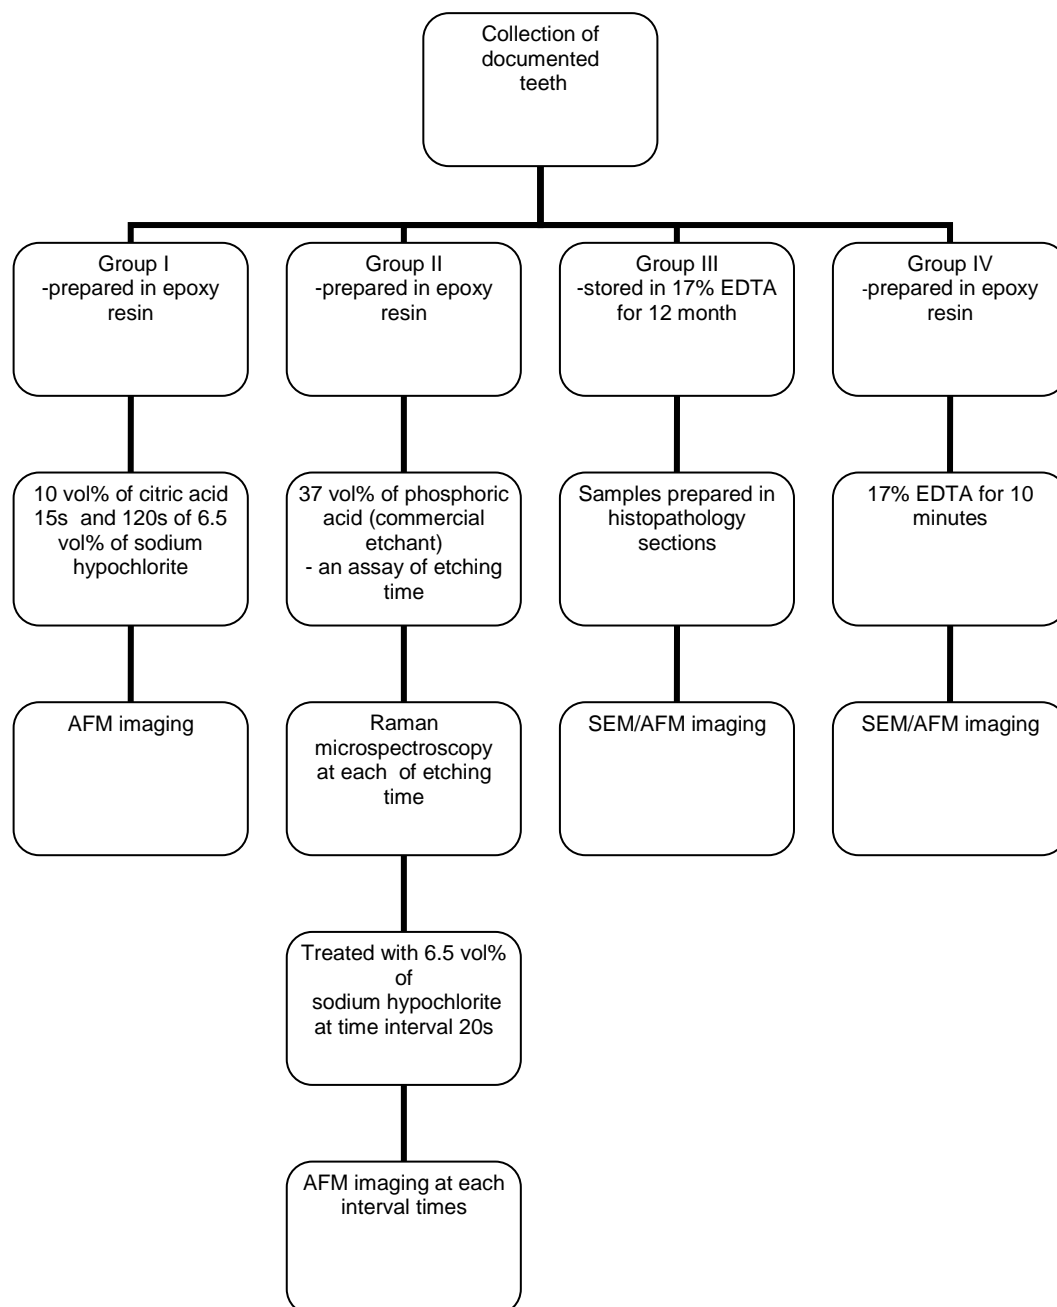 Collection of
documented
teeth
Group I
-prepared in epoxy
resin
Group II
-prepared in epoxy
resin
Group III
-stored in 17% EDTA
for 12 month
Group IV
-prepared in epoxy
resin
10 vol% of citric acid
15s and 120s of 6.5
vol% of sodium
hypochlorite
37 vol% of phosphoric
acid (commercial
etchant)
- an assay of etching
time
Samples prepared in
histopathology
sections
17% EDTA for 10
minutes
AFM imaging
Raman
microspectroscopy
at each of etching
time
SEM/AFM imaging
SEM/AFM imaging
Treated with 6.5 vol%
of
sodium hypochlorite
at time interval 20s
AFM imaging at each
interval times